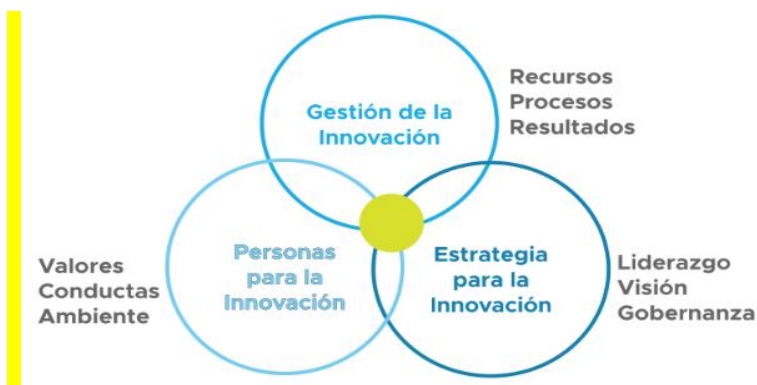 Gestión de la
Innovación
Recursos
Procesos
Resultados
Personas
para la
Innovación
Valores
Conductas
Ambiente
Estrategia
para la
Innovación
Liderazgo
Visión
Gobernanza